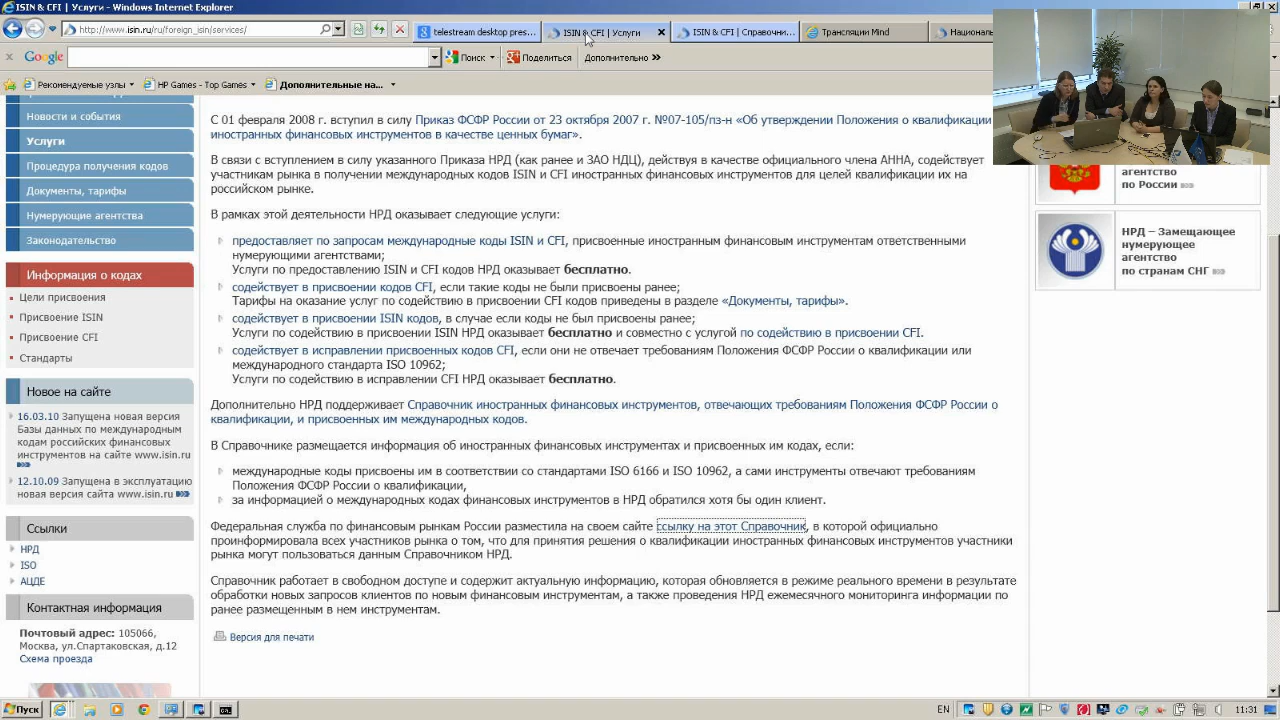 ISIN & CFI | Услуги - Windows Internet Explorer
http://www.isin.ru/ru/foreign_isin/services/
telestream desktop pres...
ISIN & CFI | Услуги
ISIN & CFI | Справочни...
Трансляции Mind
Националь
Google
Поиск
Поделиться
Дополнительно »
Рекомендуемые узлы
HP Games - Top Games
Дополнительные на...
Новости и события
Услуги
Процедура получения кодов
Документы, тарифы
Нумерующие агентства
Законодательство
Информация о кодах
Цели присвоения
Присвоение ISIN
Присвоение CFI
Стандарты
Новое на сайте
16.03.10 Запущена новая версия
Базы данных по международным
кодам российских финансовых
инструментов на сайте www.isin.ru
12.10.09 Запущена в эксплуатацию
новая версия сайта www.isin.ru
Ссылки
НРД
ISO
АЦДЕ
Контактная информация
Почтовый адрес: 105066,
Москва, ул.Спартаковская, д.12
Схема проезда
С 01 февраля 2008 г. вступил в силу Приказ ФСФР России от 23 октября 2007 г. №07-105/пз-н «Об утверждении Положения о квалификации
иностранных финансовых инструментов в качестве ценных бумаг».
В связи с вступлением в силу указанного Приказа НРД (как ранее и ЗАО НДЦ), действуя в качестве официального члена АННА, содействует
участникам рынка в получении международных кодов ISIN и CFI иностранных финансовых инструментов для целей квалификации их на
российском рынке.
В рамках этой деятельности НРД оказывает следующие услуги:
предоставляет по запросам международные коды ISIN и CFI, присвоенные иностранным финансовым инструментам ответственными
нумерующими агентствами;
Услуги по предоставлению ISIN и CFI кодов НРД оказывает бесплатно.
содействует в присвоении кодов CFI, если такие коды не были присвоены ранее;
Тарифы на оказание услуг по содействию в присвоении CFI кодов приведены в разделе «Документы, тарифы».
содействует в присвоении ISIN кодов, в случае если коды не был присвоены ранее;
Услуги по содействию в присвоении ISIN НРД оказывает бесплатно и совместно с услугой по содействию в присвоении CFI.
содействует в исправлении присвоенных кодов CFI, если они не отвечает требованиям Положения ФСФР России о квалификации или
международного стандарта ISO 10962;
Услуги по содействию в исправлении CFI НРД оказывает бесплатно.
Дополнительно НРД поддерживает Справочник иностранных финансовых инструментов, отвечающих требованиям Положения ФСФР России о
квалификации, и присвоенных им международных кодов.
В Справочнике размещается информация об иностранных финансовых инструментах и присвоенных им кодах, если:
международные коды присвоены им в соответствии со стандартами ISO 6166 и ISO 10962, а сами инструменты отвечают требованиям
Положения ФСФР России о квалификации,
за информацией о международных кодах финансовых инструментов в НРД обратился хотя бы один клиент.
Федеральная служба по финансовым рынкам России разместила на своем сайте ссылку на этот Справочник, в которой официально
проинформировала всех участников рынка о том, что для принятия решения о квалификации иностранных финансовых инструментов участники
рынка могут пользоваться данным Справочником НРД.
Справочник работает в свободном доступе и содержит актуальную информацию, которая обновляется в режиме реального времени в результате
обработки новых запросов клиентов по новым финансовым инструментам, а также проведения НРД ежемесячного мониторинга информации по
ранее размещенным в нем инструментам.
Версия для печати
агентство
по России
НРД – Замещающее
нумерующее
агентство
по странам СНГ
Пуск
EN
11:31